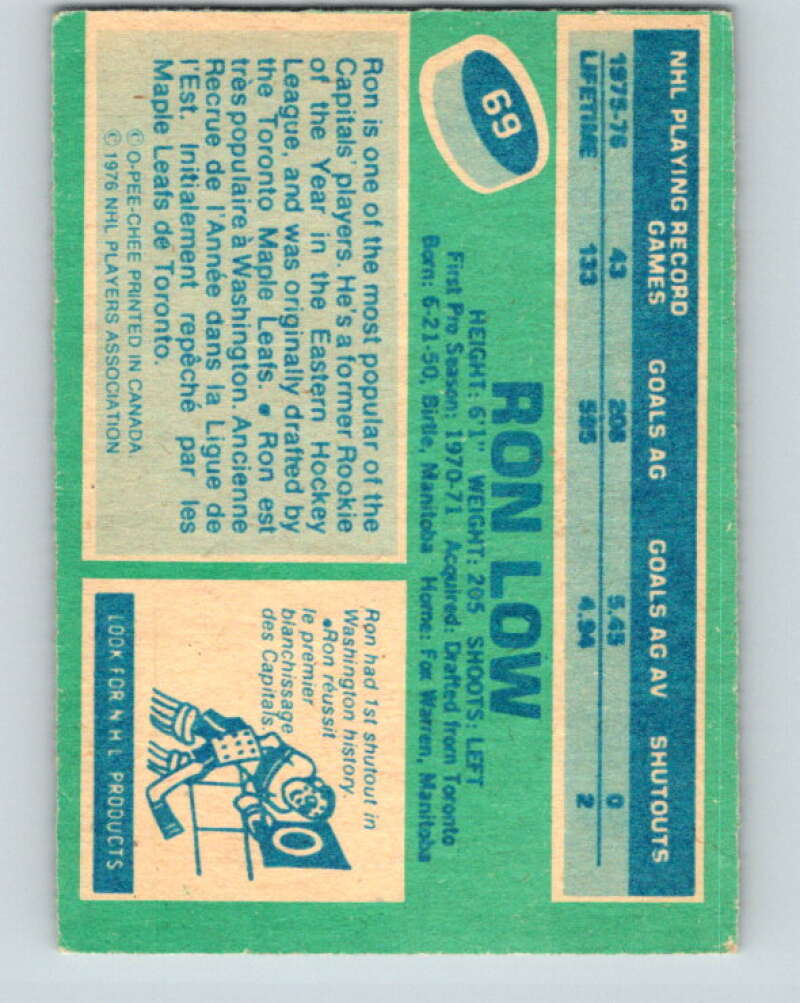 NHL PLAYING RECORD
GAMES GOALS AG GOALS AG AV SHUTOUTS
1975-76 43 208 5.45 0
LIFETIME 133 585 4.94 2
69
RON LOW
HEIGHT: 6'1" WEIGHT: 205 SHOOTS: LEFT
First Pro Season: 1970-71 Acquired: Drafted from Toronto
Born: 6-21-50, Birtle, Manitoba Home: Fox Warren, Manitoba
Ron is one of the most popular of the
Capitals' players. He's a former Rookie
of the Year in the Eastern Hockey
League, and was originally drafted by
the Toronto Maple Leafs. • Ron est
très populaire à Washington. Ancienne
Recrue de l'Année dans la Ligue de
l'Est. Initialement repêché par les
Maple Leafs de Toronto.
© O-PEE-CHEE PRINTED IN CANADA
© 1976 NHL PLAYERS ASSOCIATION
Ron had 1st shutout in
Washington history.
•Ron réussit
le premier
blanchissage
des Capitals.
0
LOOK FOR NHL PRODUCTS